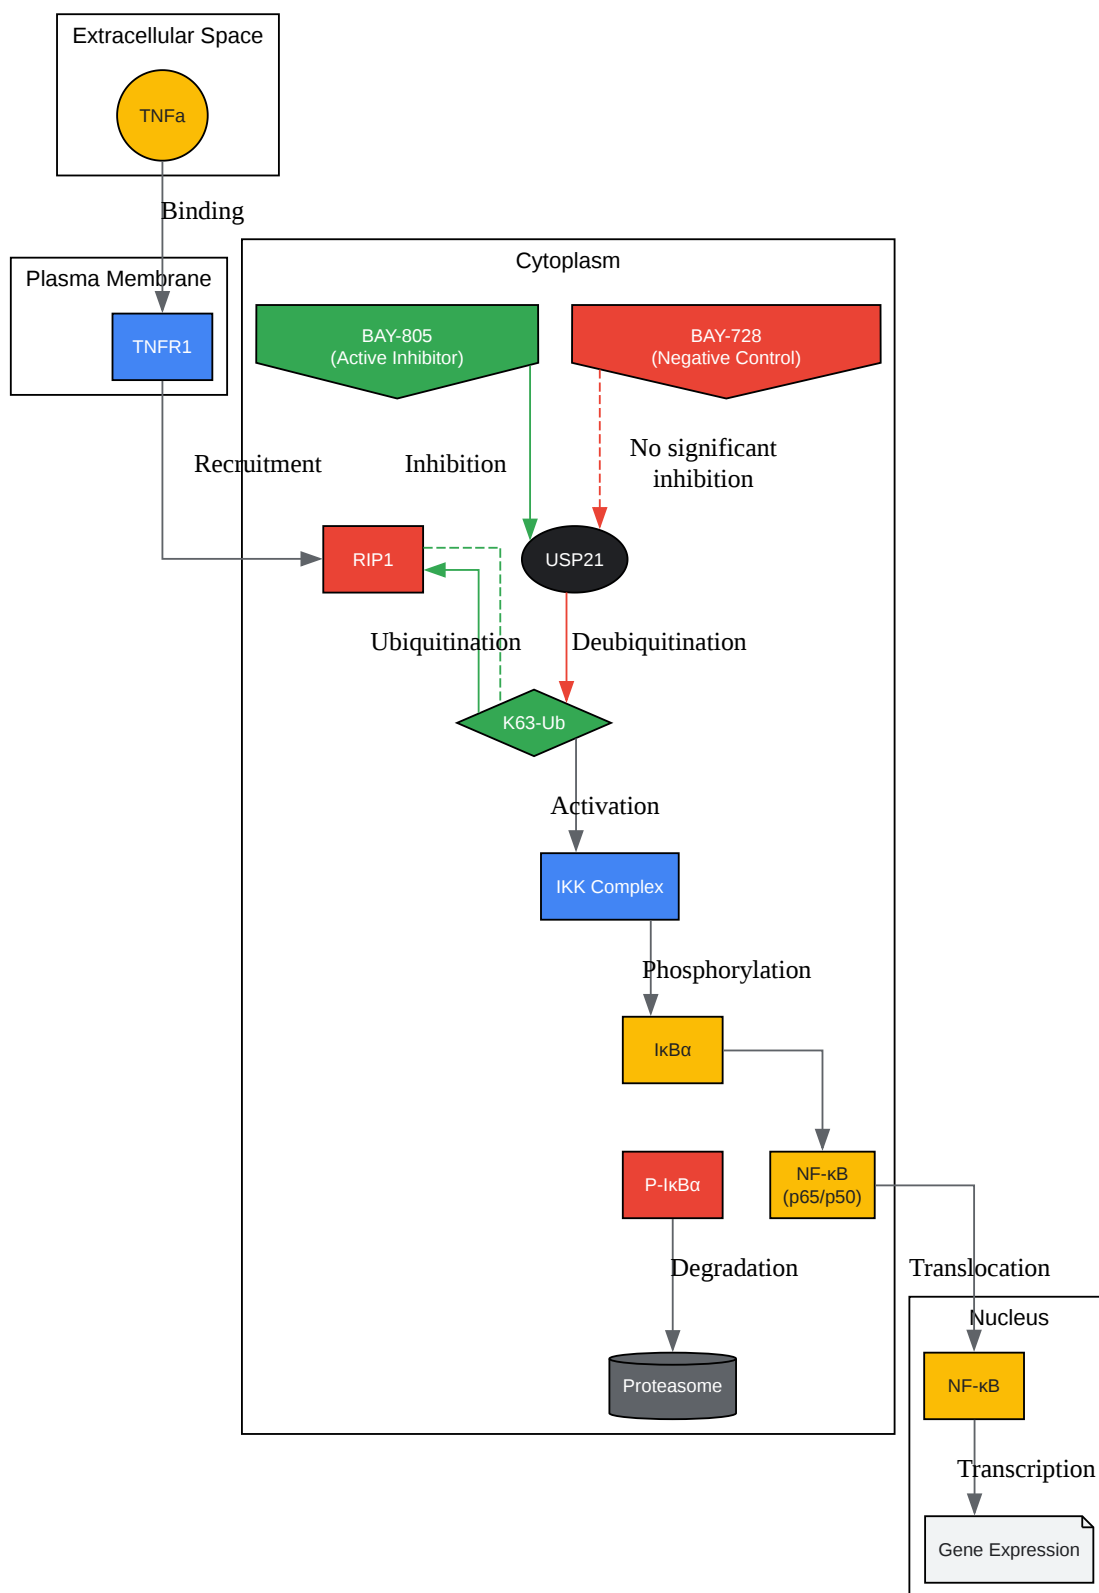 Extracellular Space
TNFa
Binding
Plasma Membrane
TNFR1
Cytoplasm
BAY-805
(Active Inhibitor)
BAY-728
(Negative Control)
Recruitment
Inhibition
No significant
inhibition
RIP1
USP21
Ubiquitination
Deubiquitination
K63-Ub
Activation
IKK Complex
Phosphorylation
IκBα
P-IκBα
NF-κB
(p65/p50)
Degradation
Translocation
Nucleus
Proteasome
NF-κB
Transcription
Gene Expression